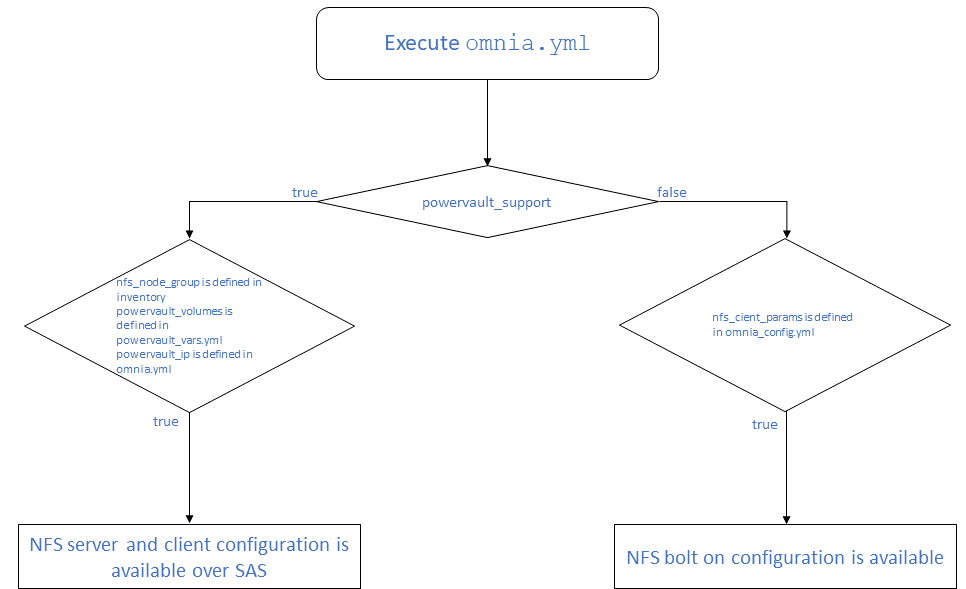 Execute omnia.yml
true
false
powervault_support
nfs_node_group is defined in
inventory
powervault_volumes is
defined in
powervault_vars.yml
powervault_ip is defined in
omnia.yml
nfs_cient_params is defined
in omnia_config.yml
true
true
NFS server and client configuration is
available over SAS
NFS bolt on configuration is available